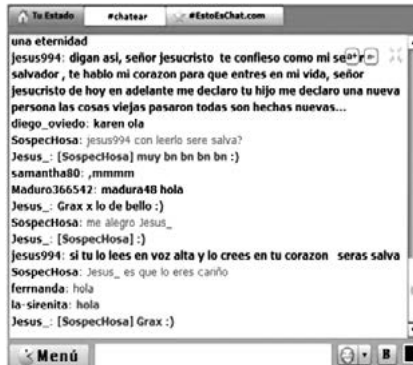 Tu Estado #chatear #EstoEsChat.com
una eternidad
jesus994: digan asi, señor jesucristo te confieso como mi se
salvador , te hablo mi corazon para que entres en mi vida, señor
jesucristo de hoy en adelante me declaro tu hijo me declaro una nueva
persona las cosas viejas pasaron todas son hechas nuevas...
diego_oviedo: karen ola
SospecHosa: jesus994 con leerlo sere salva?
Jesus_: [SospecHosa] muy bn bn bn bn :)
samantha80: ,mmmm
Maduro366542: madura48 hola
Jesus_: Grax x lo de bello :)
SospecHosa: me alegro Jesus_
Jesus_: [SospecHosa] :)
jesus994: si tu lo lees en voz alta y lo crees en tu corazon seras salva
SospecHosa: Jesus_ es que lo eres cariño
fernnanda: hola
la-sirenita: hola
Jesus_: [SospecHosa] Grax :)
Menú B